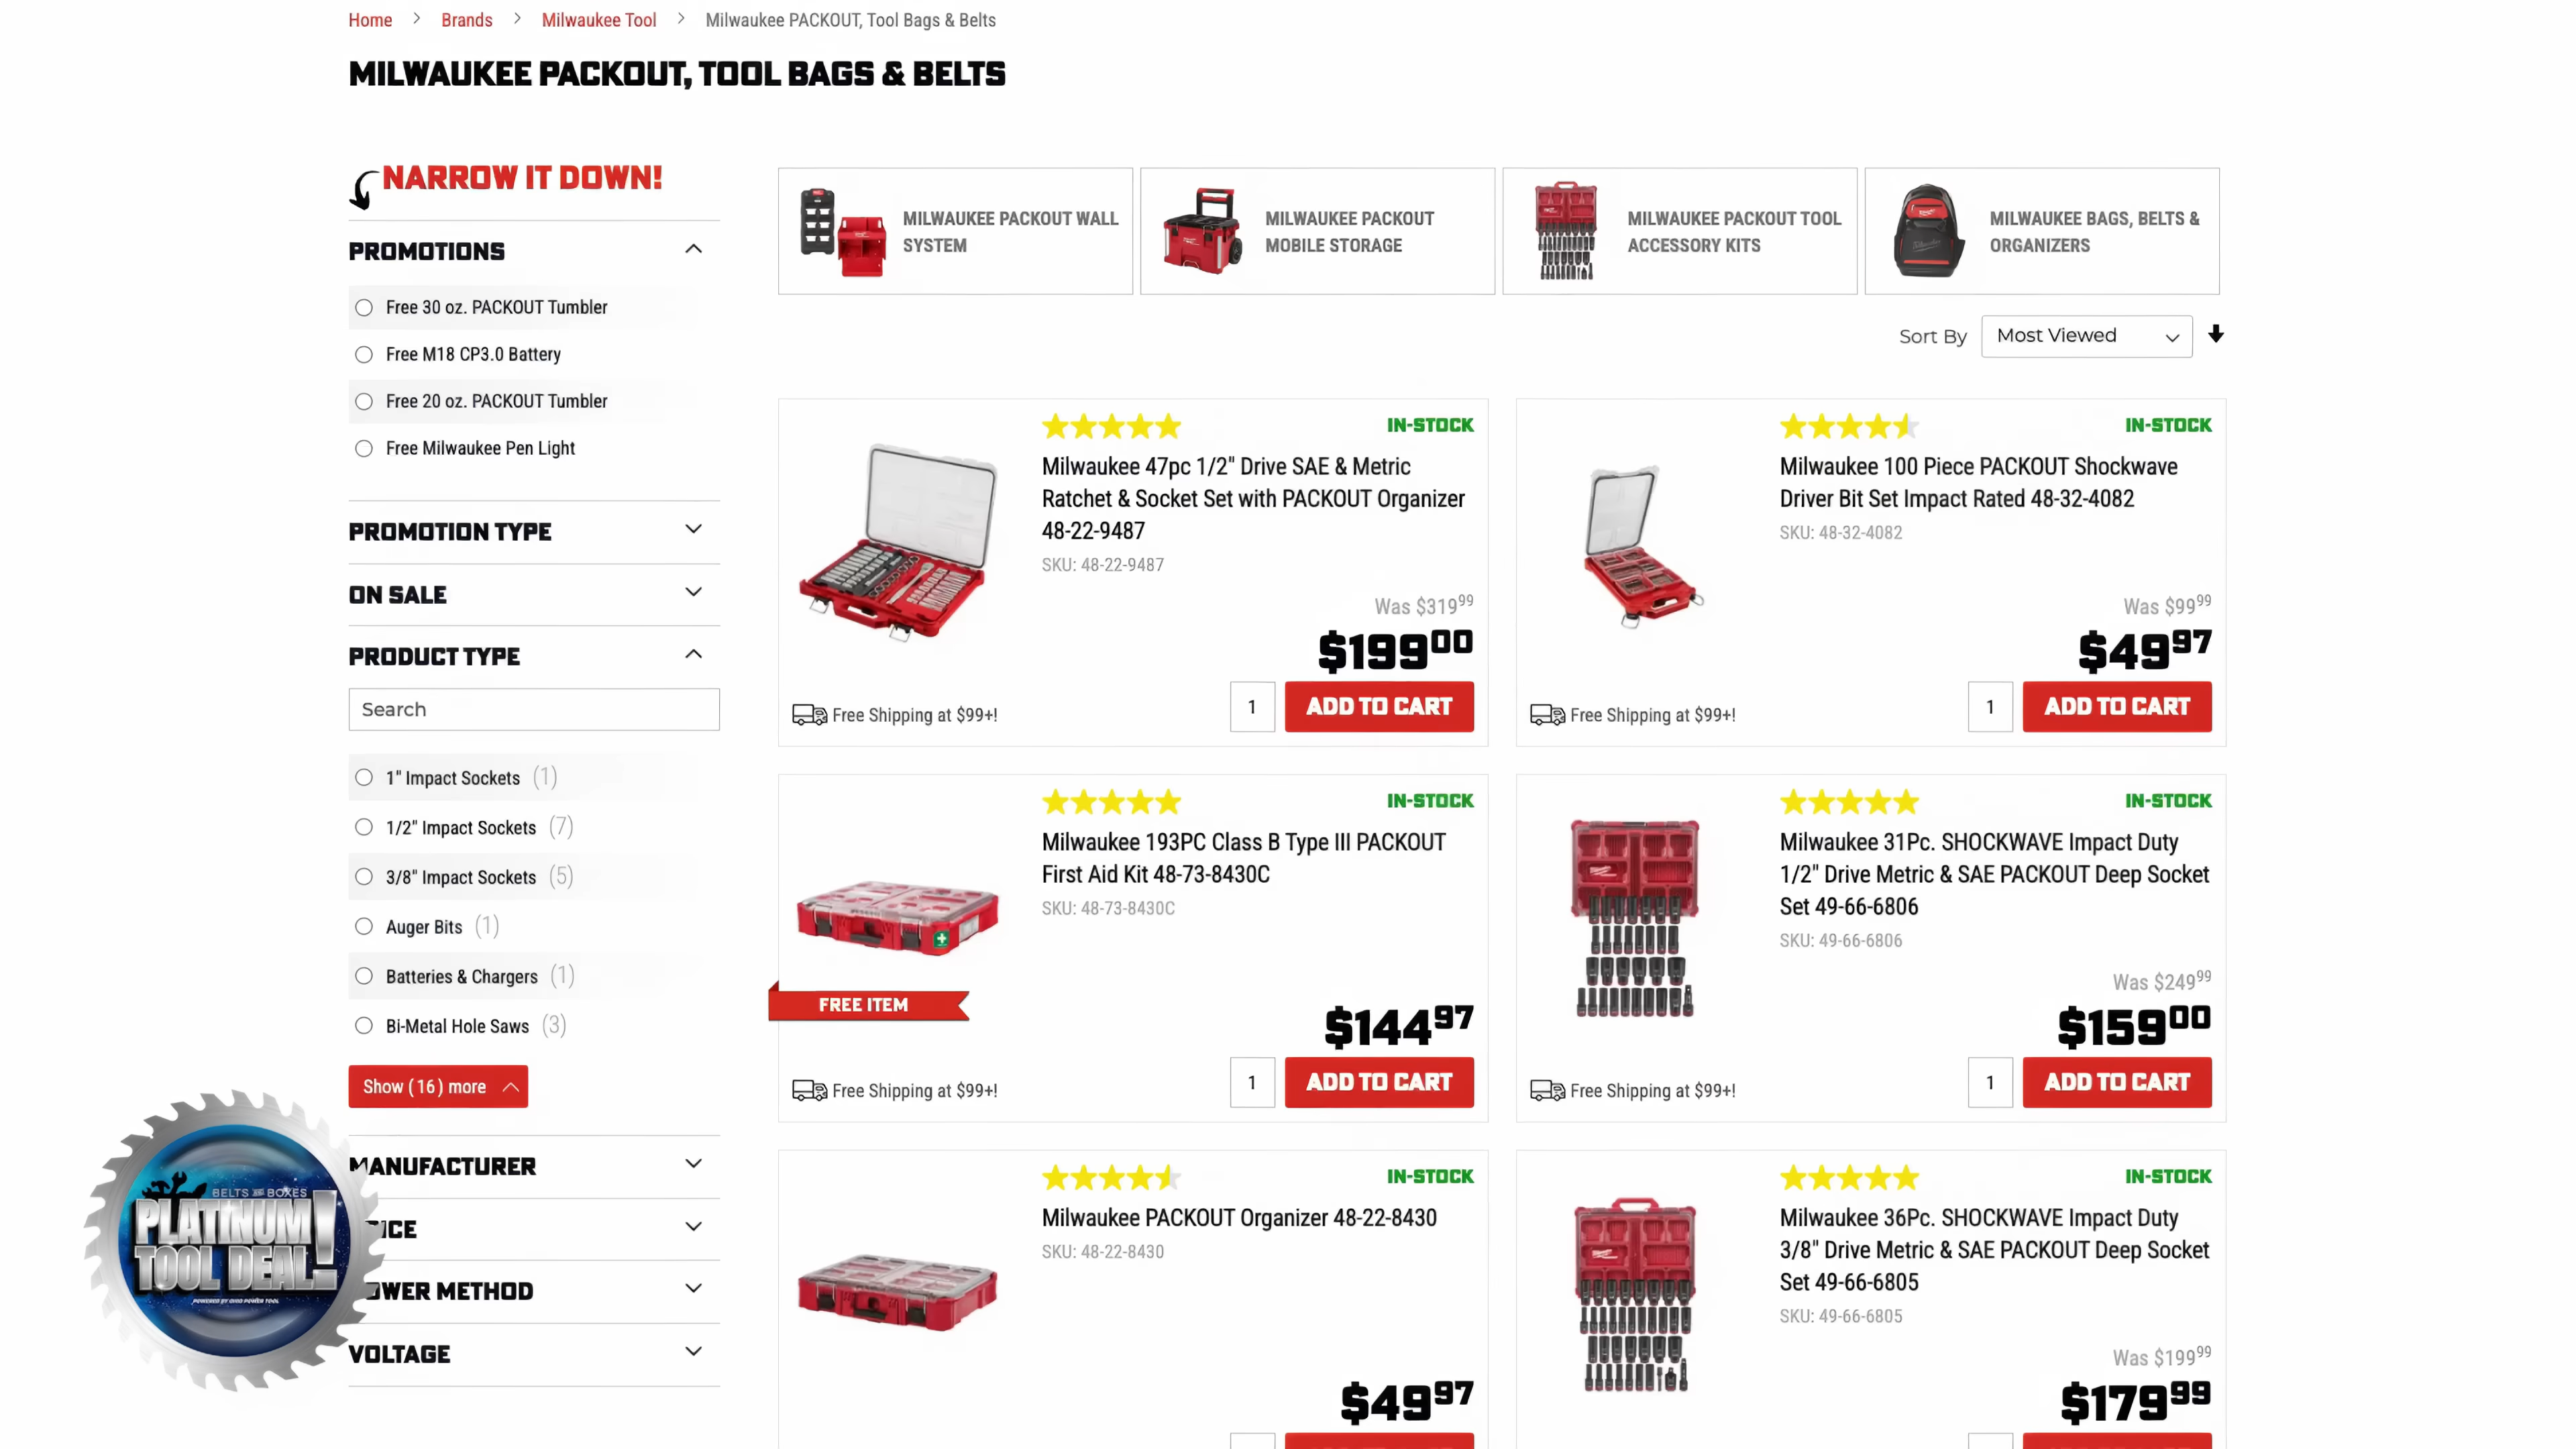 Home > Brands > Milwaukee Tool > Milwaukee PACKOUT, Tool Bags & Belts
MILWAUKEE PACKOUT, TOOL BAGS & BELTS
NARROW IT DOWN!
PROMOTIONS
Free 30 oz. PACKOUT Tumbler
Free M18 CP3.0 Battery
Free 20 oz. PACKOUT Tumbler
Free Milwaukee Pen Light
PROMOTION TYPE
ON SALE
PRODUCT TYPE
Search
1" Impact Sockets (1)
1/2" Impact Sockets (7)
3/8" Impact Sockets (5)
Auger Bits (1)
Batteries & Chargers (1)
Bi-Metal Hole Saws (3)
Show (16) more
MANUFACTURER
ICE
OWER METHOD
VOLTAGE
BELTS AND BOXES
PLATINUM
TOOL DEAL!
POWERED BY OHIO POWER TOOL
MILWAUKEE PACKOUT WALL
SYSTEM
MILWAUKEE PACKOUT
MOBILE STORAGE
MILWAUKEE PACKOUT TOOL
ACCESSORY KITS
MILWAUKEE BAGS, BELTS &
ORGANIZERS
Sort By Most Viewed
IN-STOCK
Milwaukee 47pc 1/2" Drive SAE & Metric
Ratchet & Socket Set with PACKOUT Organizer
48-22-9487
SKU: 48-22-9487
Was $319.99
$199.00
Free Shipping at $99+!
1
ADD TO CART
IN-STOCK
Milwaukee 100 Piece PACKOUT Shockwave
Driver Bit Set Impact Rated 48-32-4082
SKU: 48-32-4082
Was $99.99
$49.97
Free Shipping at $99+!
1
ADD TO CART
IN-STOCK
Milwaukee 193PC Class B Type III PACKOUT
First Aid Kit 48-73-8430C
SKU: 48-73-8430C
FREE ITEM
$144.97
Free Shipping at $99+!
1
ADD TO CART
IN-STOCK
Milwaukee 31Pc. SHOCKWAVE Impact Duty
1/2" Drive Metric & SAE PACKOUT Deep Socket
Set 49-66-6806
SKU: 49-66-6806
Was $249.99
$159.00
Free Shipping at $99+!
1
ADD TO CART
IN-STOCK
Milwaukee PACKOUT Organizer 48-22-8430
SKU: 48-22-8430
$49.97
IN-STOCK
Milwaukee 36Pc. SHOCKWAVE Impact Duty
3/8" Drive Metric & SAE PACKOUT Deep Socket
Set 49-66-6805
SKU: 49-66-6805
Was $199.99
$179.99